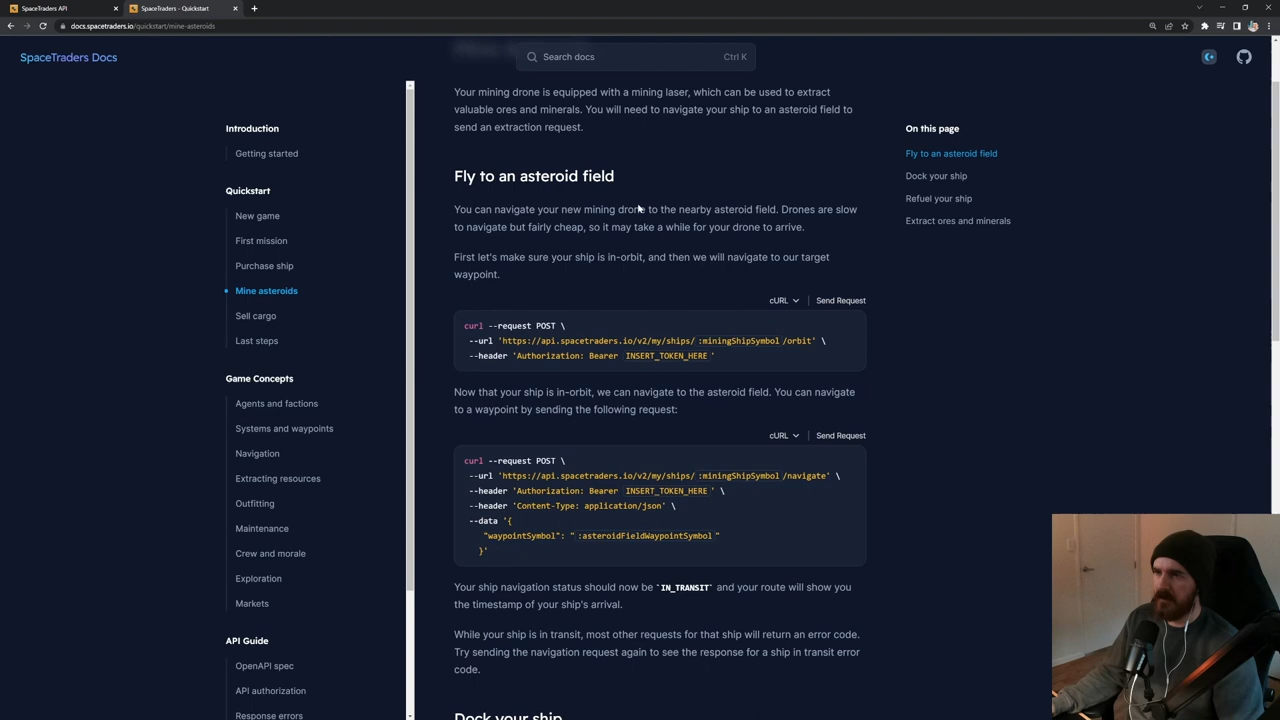 SpaceTraders API
SpaceTraders - Quickstart
docs.spacetraders.io/quickstart/mine-asteroids
SpaceTraders Docs
Search docs
Ctrl K
Introduction
Getting started
Quickstart
New game
First mission
Purchase ship
Mine asteroids
Sell cargo
Last steps
Game Concepts
Agents and factions
Systems and waypoints
Navigation
Extracting resources
Outfitting
Maintenance
Crew and morale
Exploration
Markets
API Guide
OpenAPI spec
API authorization
Response errors
Your mining drone is equipped with a mining laser, which can be used to extract
valuable ores and minerals. You will need to navigate your ship to an asteroid field to
send an extraction request.
Fly to an asteroid field
You can navigate your new mining drone to the nearby asteroid field. Drones are slow
to navigate but fairly cheap, so it may take a while for your drone to arrive.
First let's make sure your ship is in-orbit, and then we will navigate to our target
waypoint.
cURL
Send Request
curl --request POST \
--url 'https://api.spacetraders.io/v2/my/ships/ :miningShipSymbol /orbit' \
--header 'Authorization: Bearer INSERT_TOKEN_HERE '
Now that your ship is in-orbit, we can navigate to the asteroid field. You can navigate
to a waypoint by sending the following request:
cURL
Send Request
curl --request POST \
--url 'https://api.spacetraders.io/v2/my/ships/ :miningShipSymbol /navigate' \
--header 'Authorization: Bearer INSERT_TOKEN_HERE ' \
--header 'Content-Type: application/json' \
--data '{
"waypointSymbol": " :asteroidFieldWaypointSymbol "
}'
Your ship navigation status should now be `IN_TRANSIT` and your route will show you
the timestamp of your ship's arrival.
While your ship is in transit, most other requests for that ship will return an error code.
Try sending the navigation request again to see the response for a ship in transit error
code.
Dock your ship
On this page
Fly to an asteroid field
Dock your ship
Refuel your ship
Extract ores and minerals